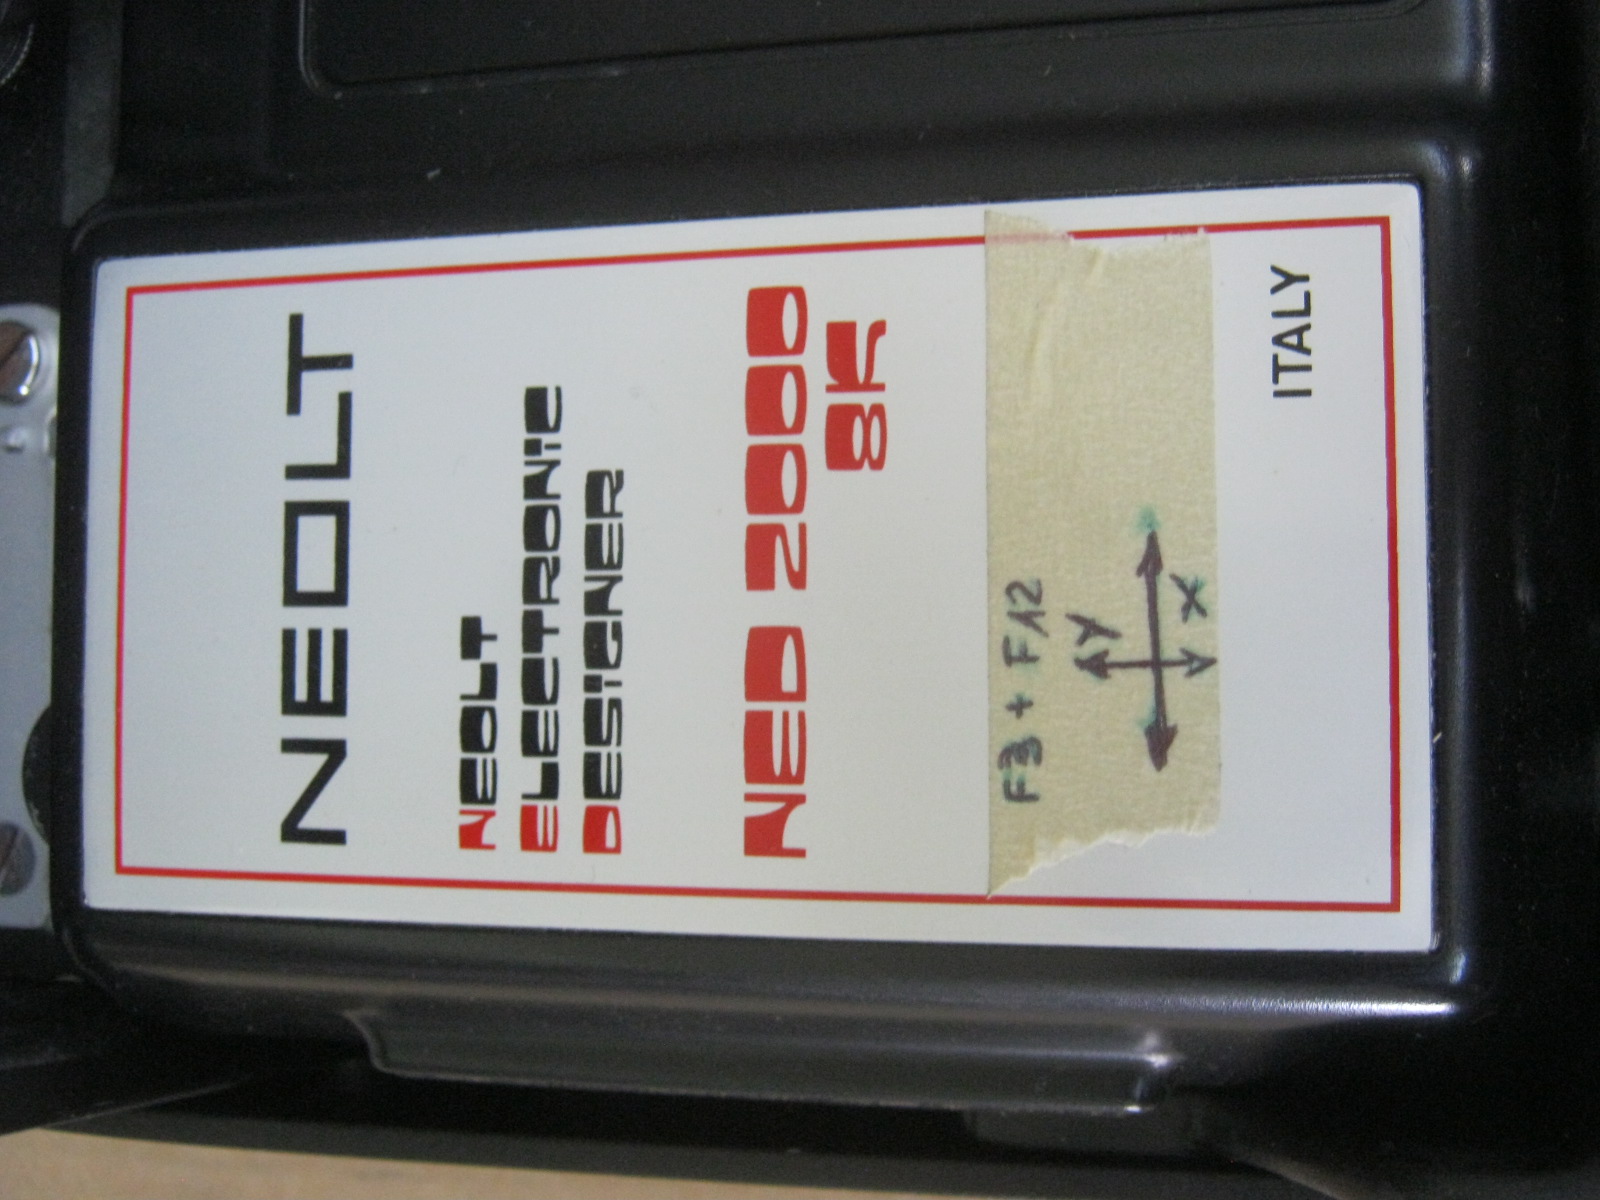 NEOLT
NEOLT
ELECTRONIC
DESIGNER
NED 2000
8K
F3 + F12
Y
X
ITALY